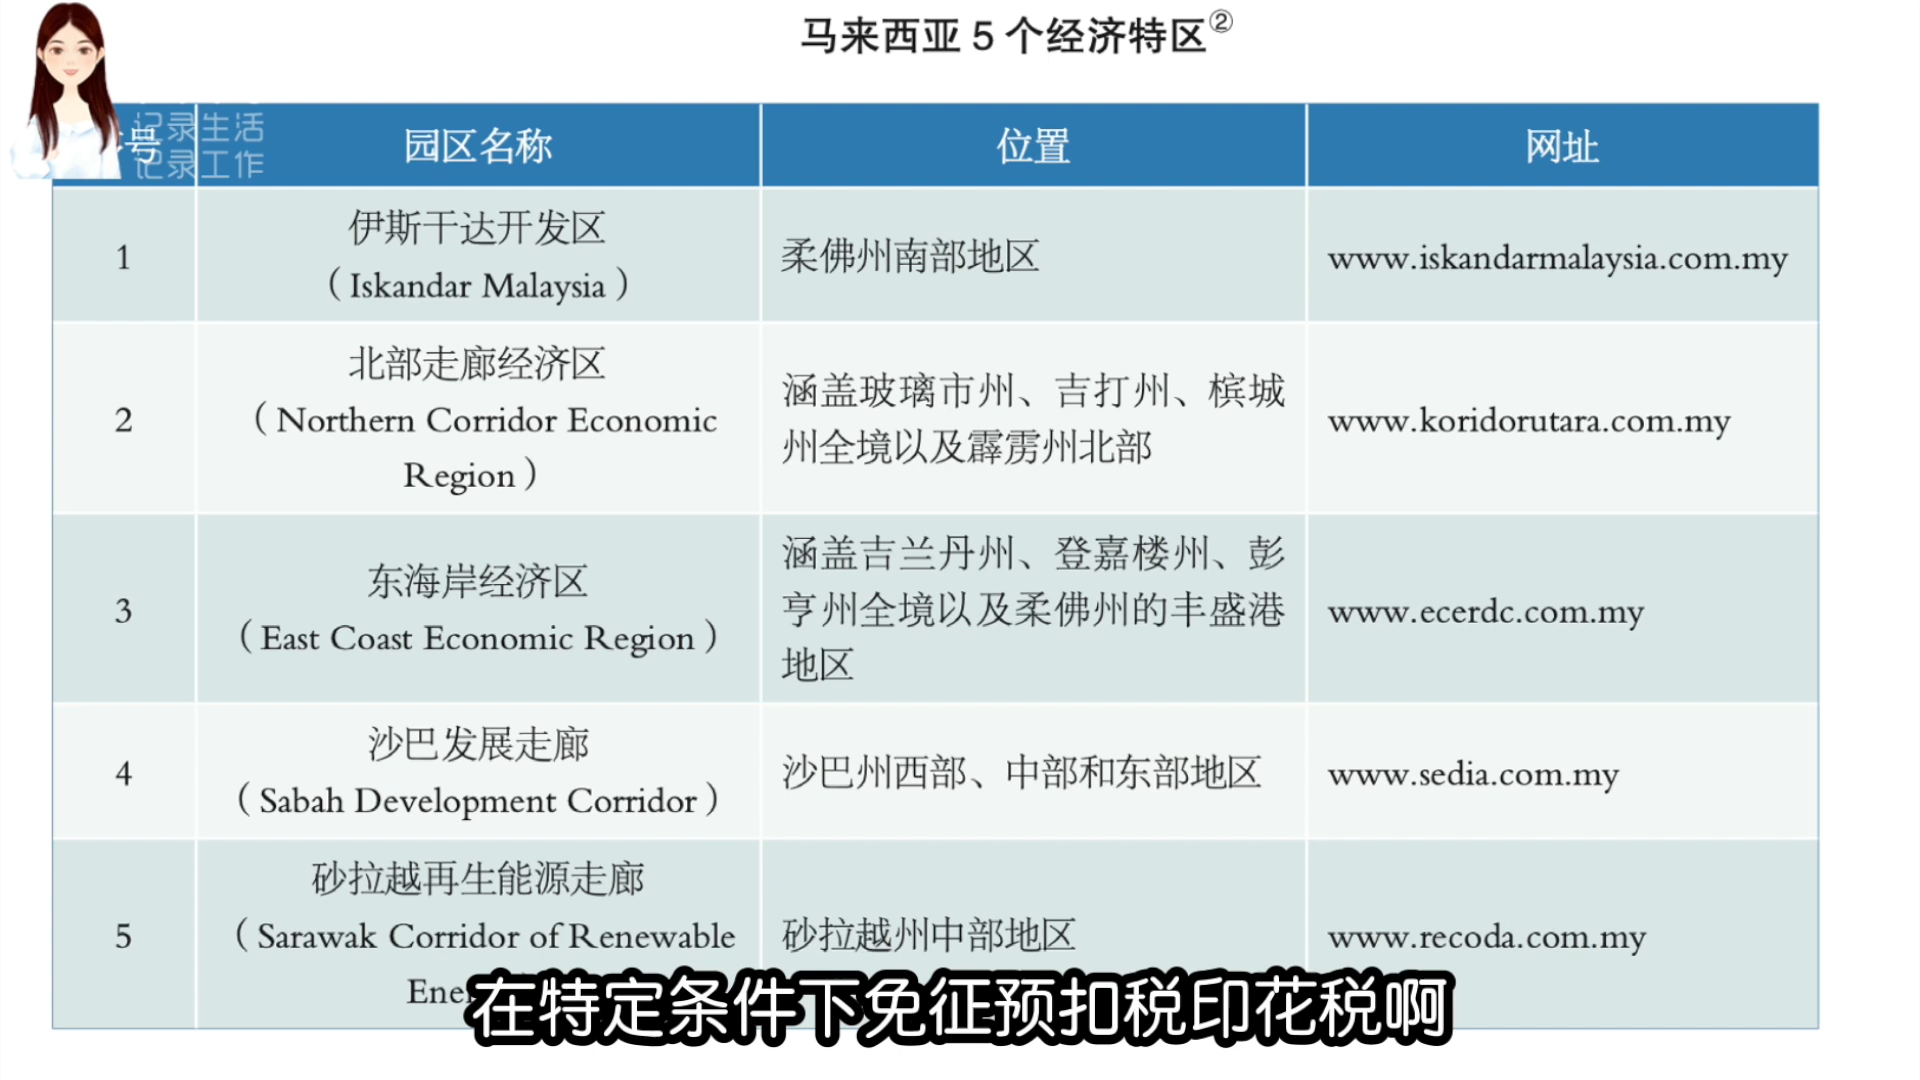 马来西亚 5 个经济特区②
记录生活
记录工作
号
园区名称
位置
网址
1
伊斯干达开发区
（Iskandar Malaysia）
柔佛州南部地区
www.iskandarmalaysia.com.my
2
北部走廊经济区
（Northern Corridor Economic
Region）
涵盖玻璃市州、吉打州、槟城
州全境以及霹雳州北部
www.koridorutara.com.my
3
东海岸经济区
（East Coast Economic Region）
涵盖吉兰丹州、登嘉楼州、彭
亨州全境以及柔佛州的丰盛港
地区
www.ecerdc.com.my
4
沙巴发展走廊
（Sabah Development Corridor）
沙巴州西部、中部和东部地区
www.sedia.com.my
5
砂拉越再生能源走廊
（Sarawak Corridor of Renewable
砂拉越州中部地区
www.recoda.com.my
在特定条件下免征预扣税印花税啊